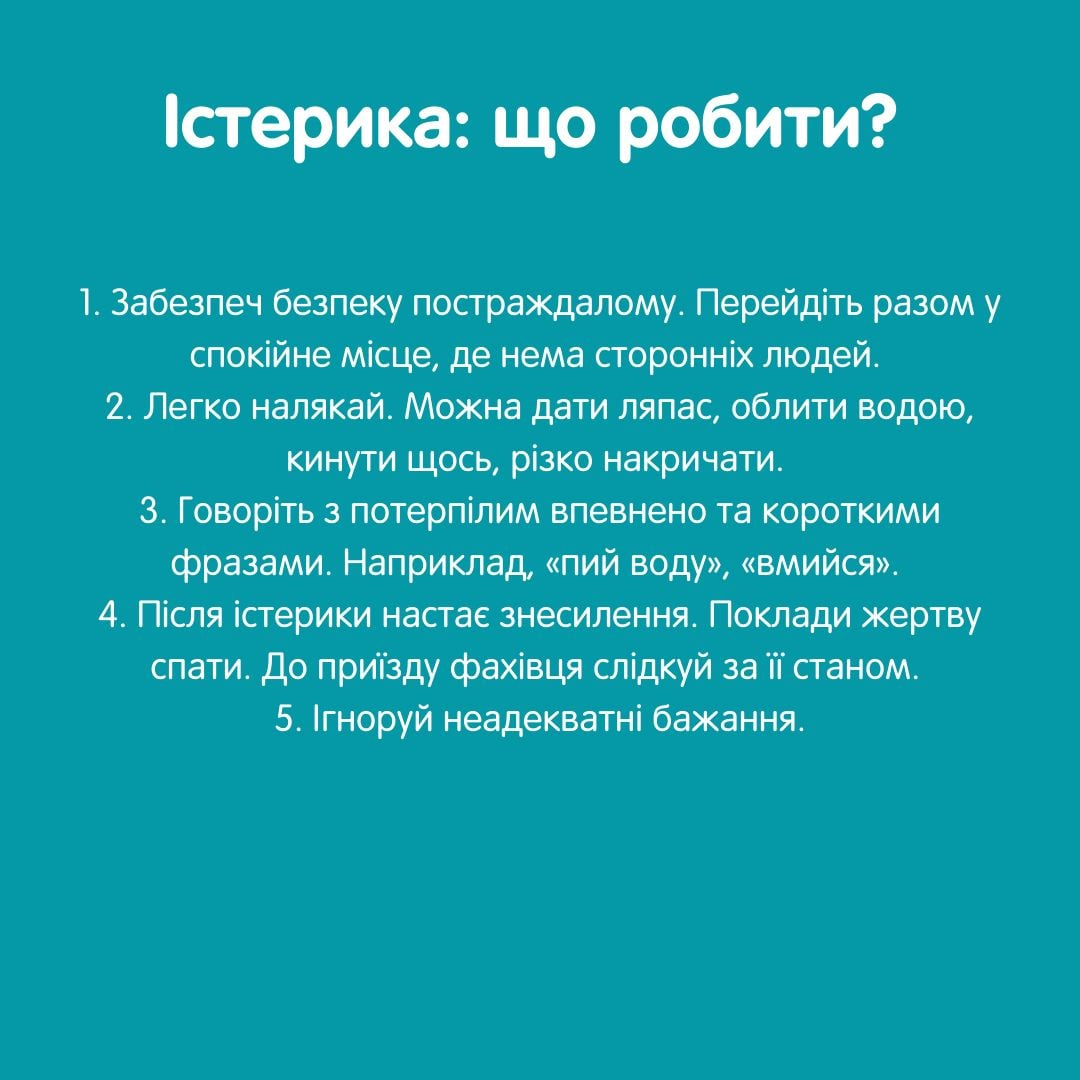 Істерика: що робити?
1. Забезпеч безпеку постраждалому. Перейдіть разом у
спокійне місце, де нема сторонніх людей.
2. Легко налякай. Можна дати ляпас, облити водою,
кинути щось, різко накричати.
3. Говоріть з потерпілим впевнено та короткими
фразами. Наприклад, «пий воду», «вмийся».
4. Після істерики настає знесилення. Поклади жертву
спати. До приїзду фахівця слідкуй за її станом.
5. Ігноруй неадекватні бажання.